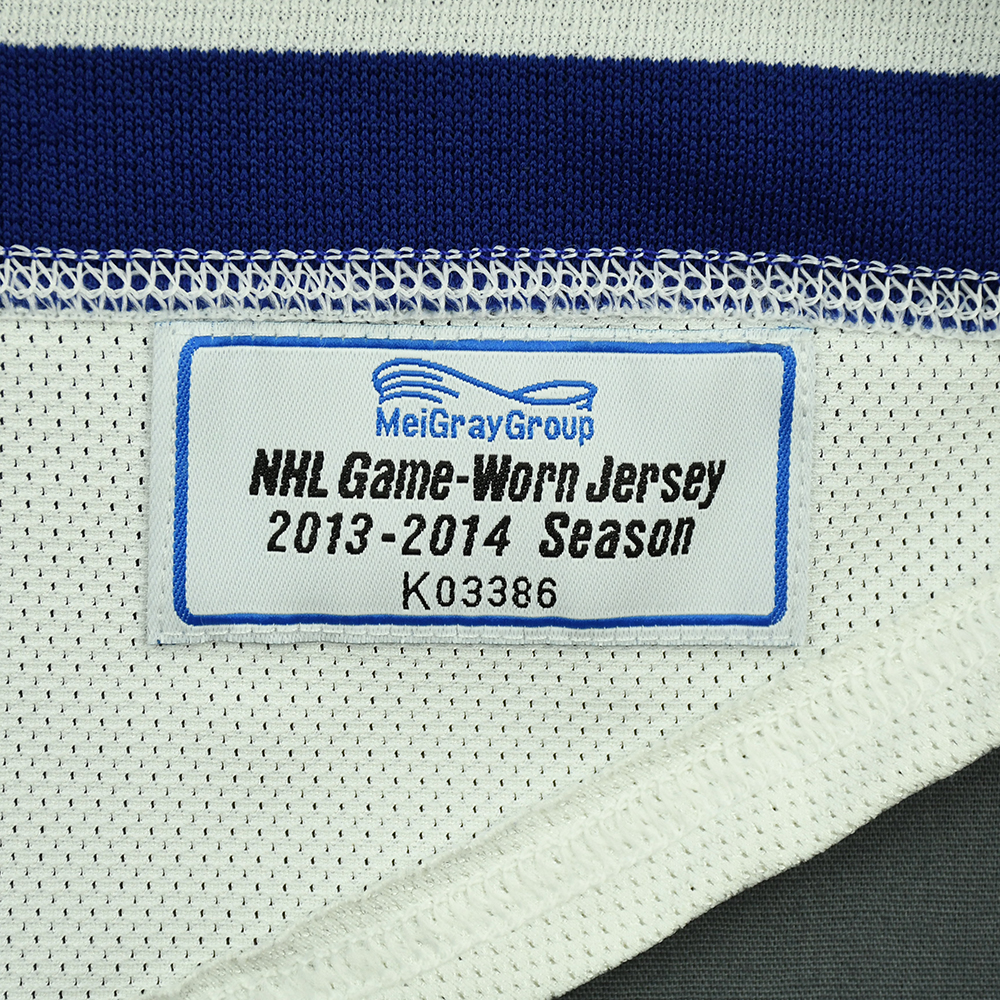 MeiGrayGroup
NHL Game-Worn Jersey
2013-2014 Season
K03386